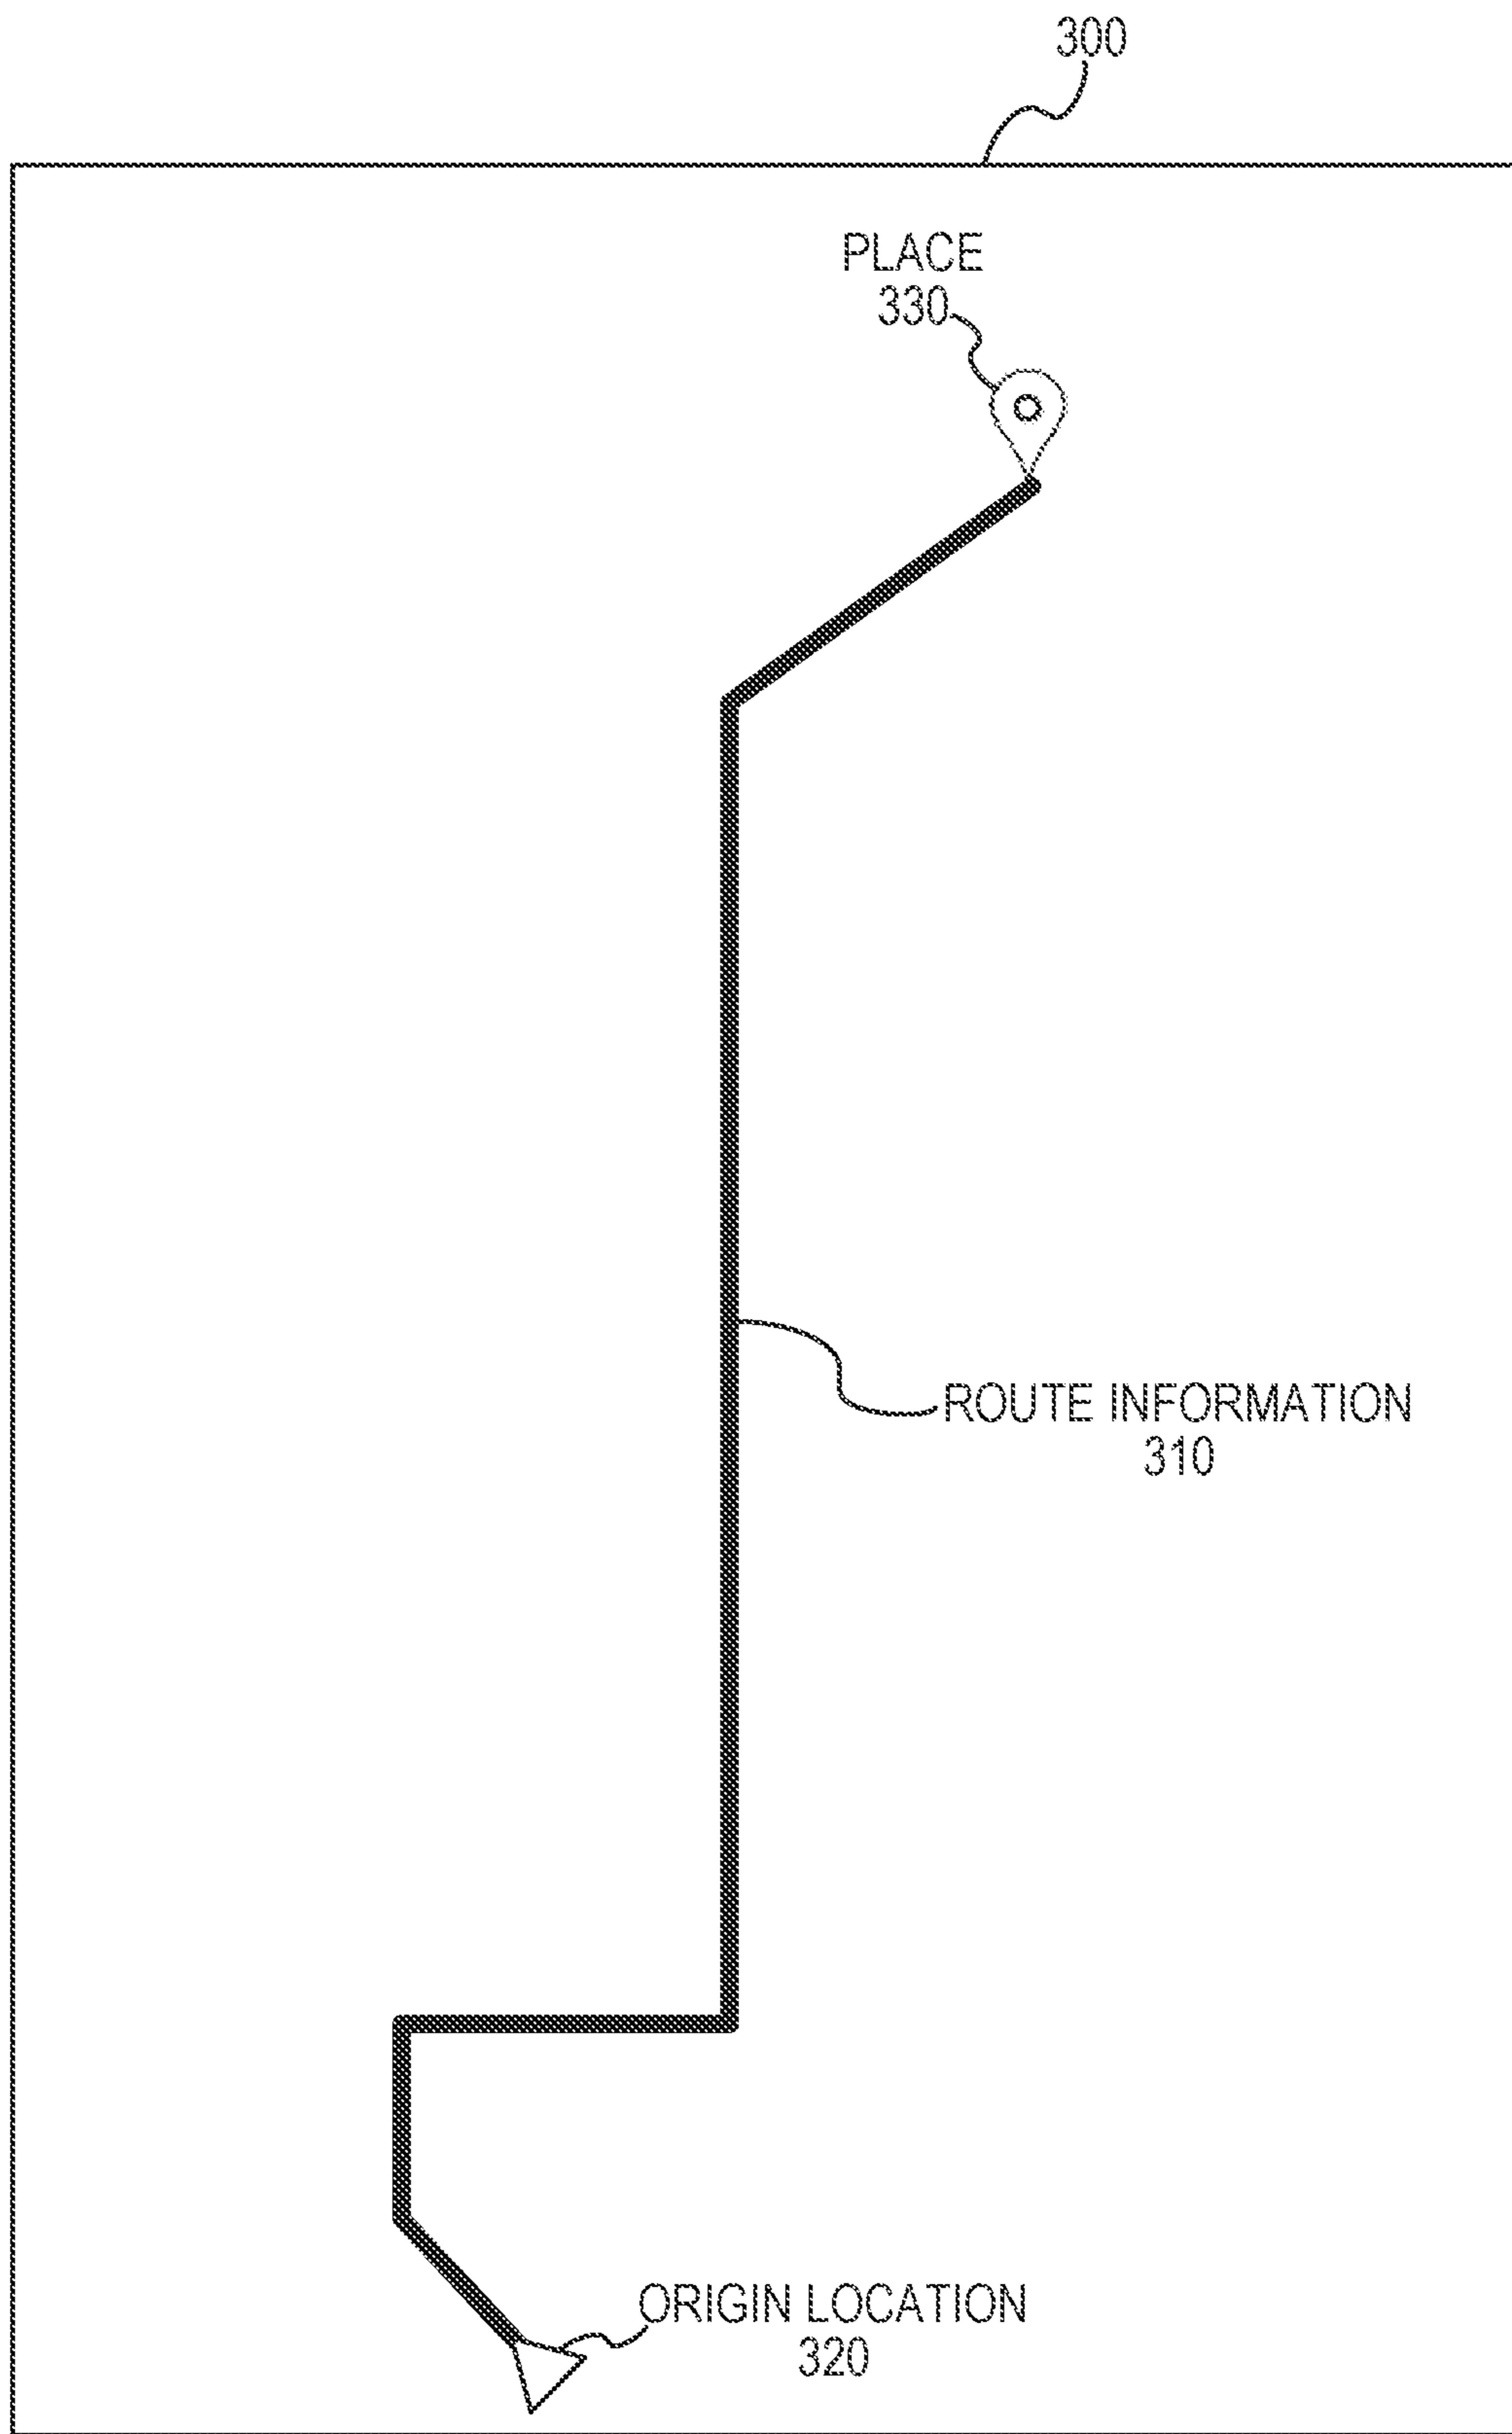 300
PLACE
330
ROUTE INFORMATION
310
ORIGIN LOCATION
320